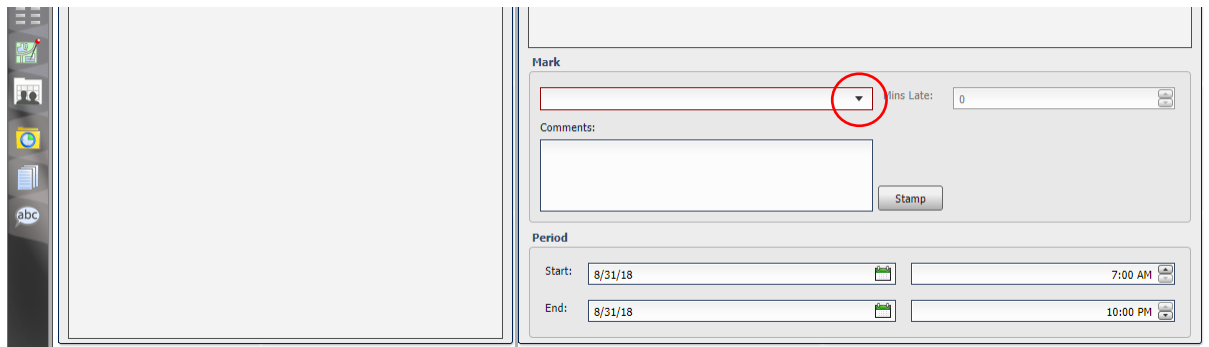 Mark
Mins Late:
0
Comments:
Stamp
abc
Period
Start:
8/31/18
7:00 AM
End:
8/31/18
10:00 PM